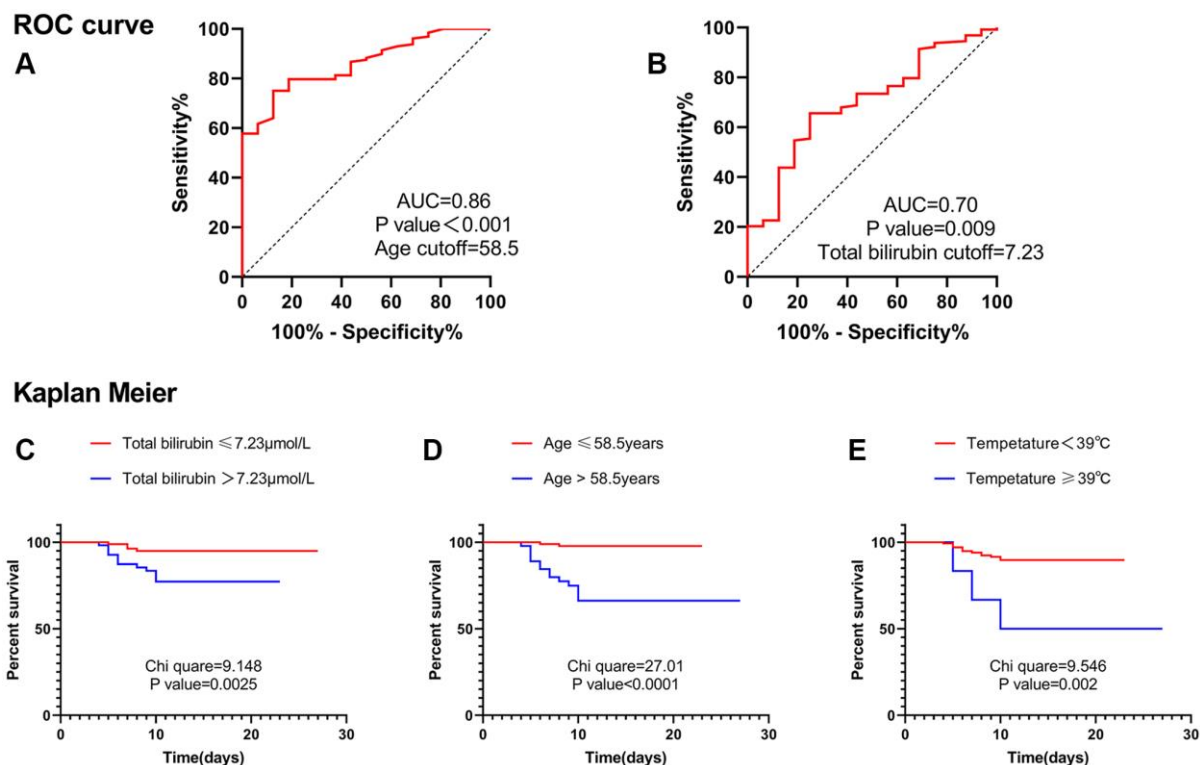 ROC curve
A
100
80
60
40
20
0
Sensitivity%
AUC=0.86
P value＜0.001
Age cutoff=58.5
0 20 40 60 80 100
100% - Specificity%
B
100
80
60
40
20
0
Sensitivity%
AUC=0.70
P value=0.009
Total bilirubin cutoff=7.23
0 20 40 60 80 100
100% - Specificity%
Kaplan Meier
C
Total bilirubin ≤7.23μmol/L
Total bilirubin ＞7.23μmol/L
100
50
0
Percent survival
Chi quare=9.148
P value=0.0025
0 10 20 30
Time(days)
D
Age ≤ 58.5years
Age > 58.5years
100
50
0
Percent survival
Chi quare=27.01
P value<0.0001
0 10 20 30
Time(days)
E
Tempetature＜39℃
Tempetature ≥39℃
100
50
0
Percent survival
Chi quare=9.546
P value=0.002
0 10 20 30
Time(days)